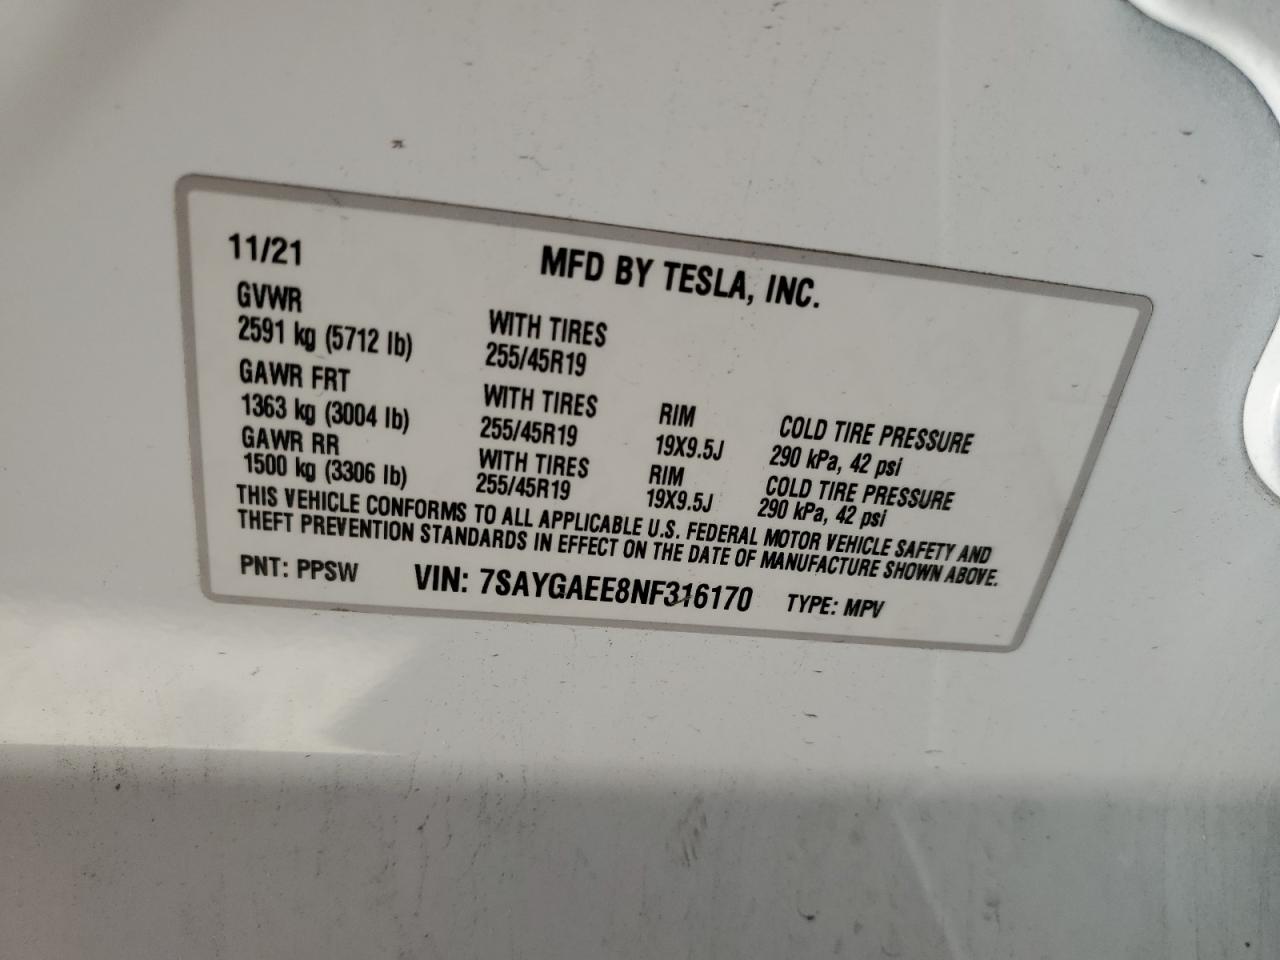 11/21 MFD BY TESLA, INC.
GVWR WITH TIRES
2591 kg (5712 lb) 255/45R19
GAWR FRT WITH TIRES RIM COLD TIRE PRESSURE
1363 kg (3004 lb) 255/45R19 19X9.5J 290 kPa, 42 psi
GAWR RR WITH TIRES RIM COLD TIRE PRESSURE
1500 kg (3306 lb) 255/45R19 19X9.5J 290 kPa, 42 psi
THIS VEHICLE CONFORMS TO ALL APPLICABLE U.S. FEDERAL MOTOR VEHICLE SAFETY AND
THEFT PREVENTION STANDARDS IN EFFECT ON THE DATE OF MANUFACTURE SHOWN ABOVE.
PNT: PPSW VIN: 7SAYGAEE8NF316170 TYPE: MPV